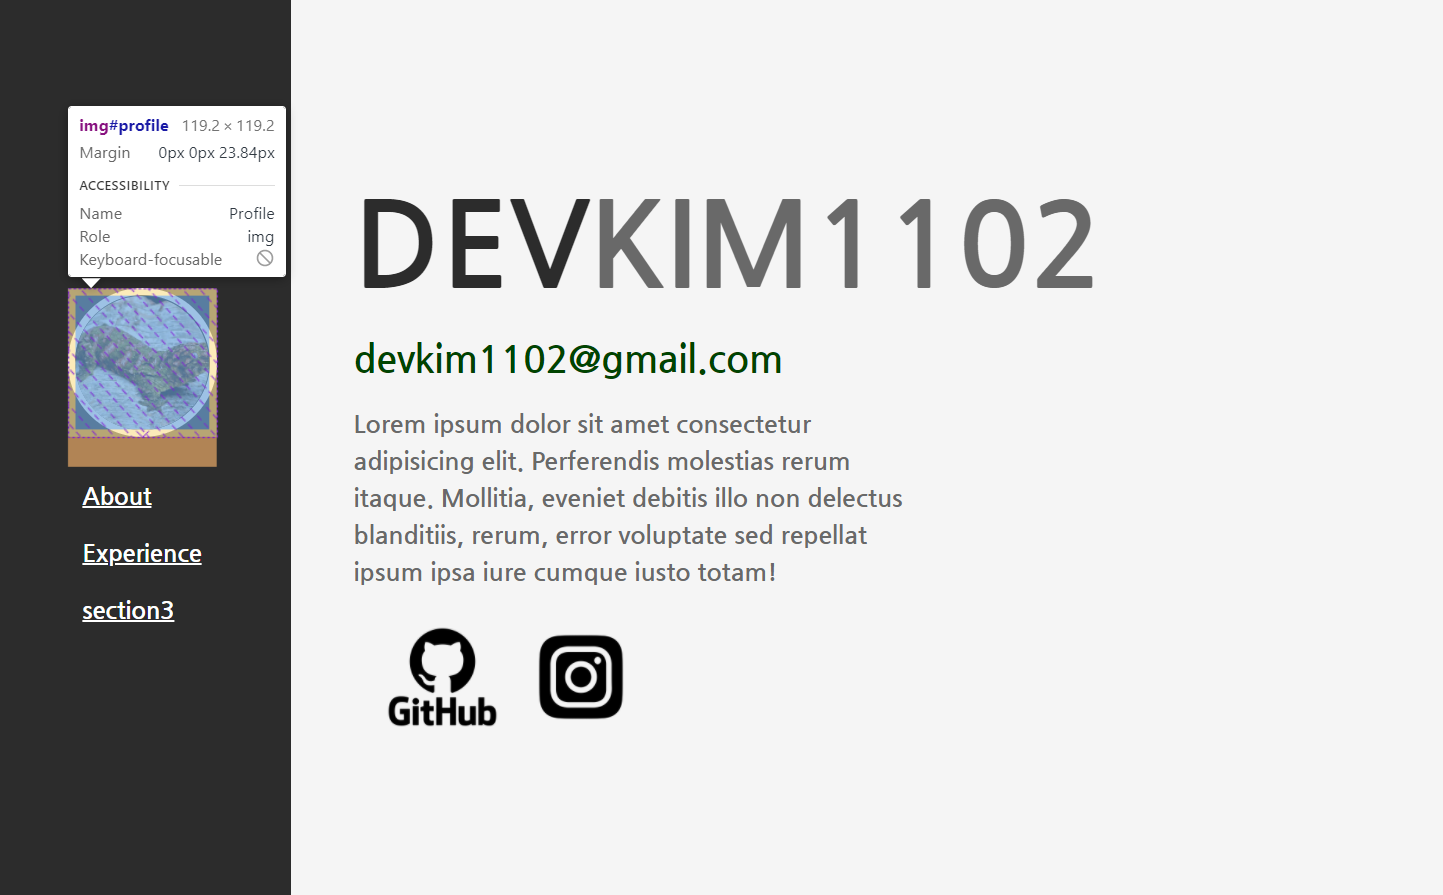 img#profile 119.2 × 119.2
Margin 0px 0px 23.84px
ACCESSIBILITY
Name Profile
Role img
Keyboard-focusable
About
Experience
section3
DEVKIM1102
devkim1102@gmail.com
Lorem ipsum dolor sit amet consectetur
adipisicing elit. Perferendis molestias rerum
itaque. Mollitia, eveniet debitis illo non delectus
blanditiis, rerum, error voluptate sed repellat
ipsum ipsa iure cumque iusto totam!
GitHub